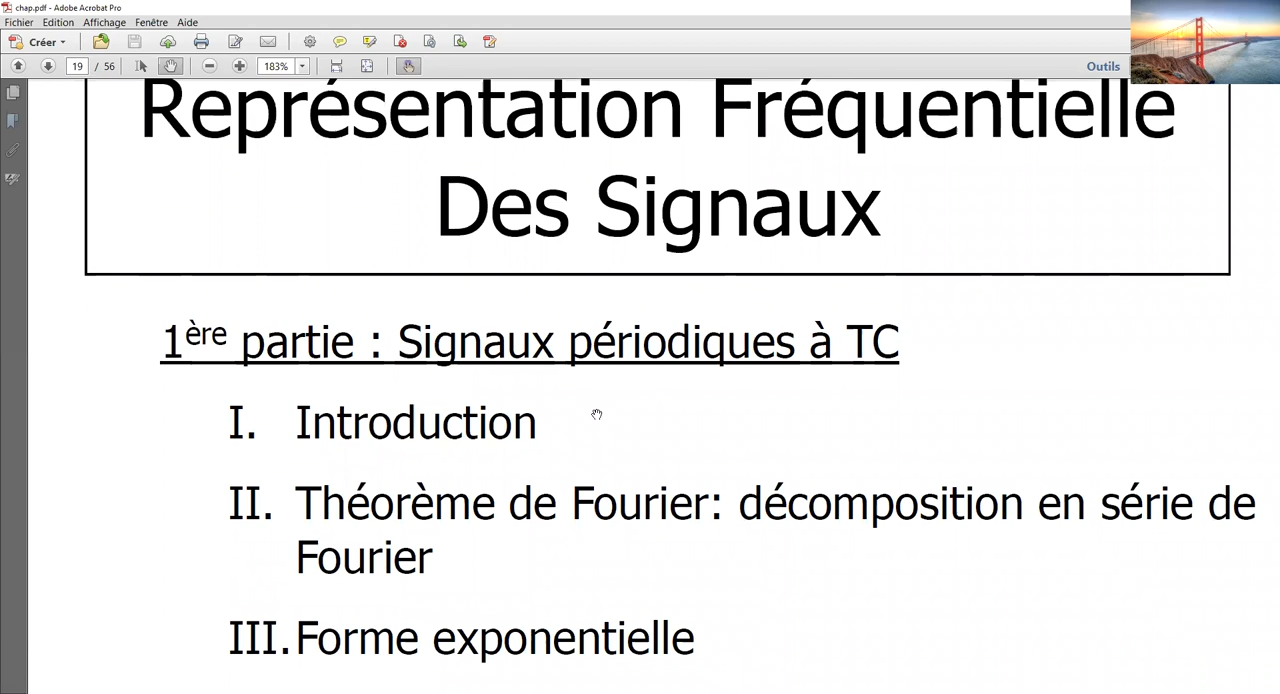 chap.pdf - Adobe Acrobat Pro
Fichier Edition Affichage Fenêtre Aide
Créer
19 / 56 183% Outils
Représentation Fréquentielle
Des Signaux
1ère partie : Signaux périodiques à TC
I. Introduction
II. Théorème de Fourier: décomposition en série de
Fourier
III. Forme exponentielle